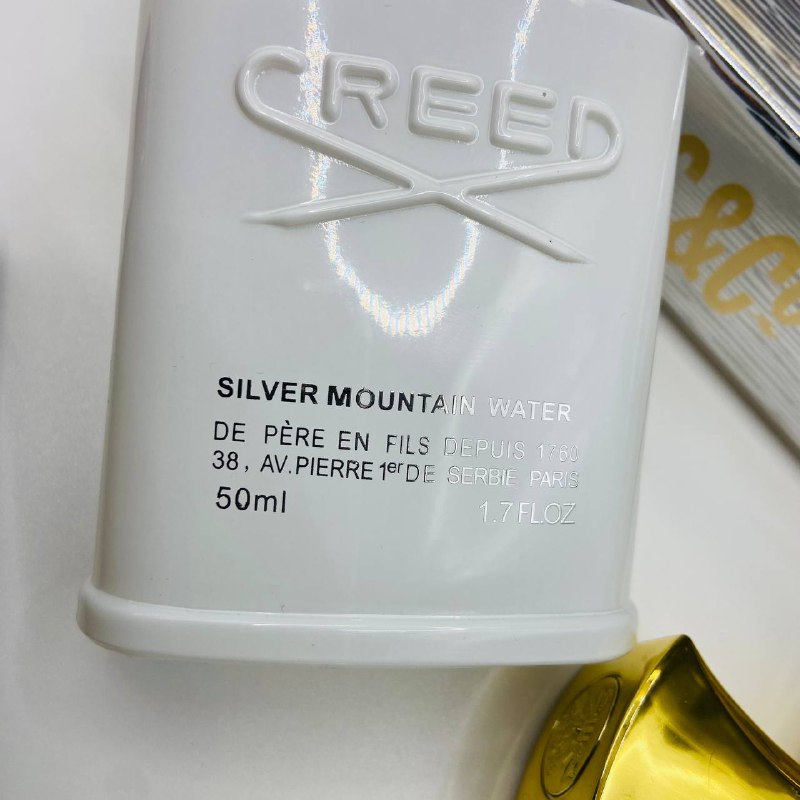 CREED
&Co
SILVER MOUNTAIN WATER
DE PÈRE EN FILS DEPUIS 1760
38, AV.PIERRE 1er DE SERBIE PARIS
50ml
1.7 FL.OZ